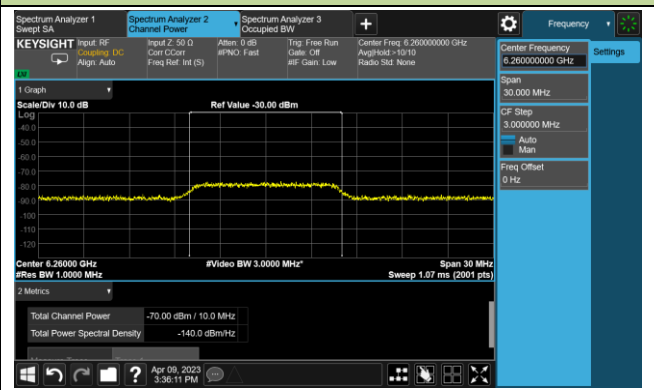 Spectrum Analyzer 1
Swept SA
Spectrum Analyzer 2
Channel Power
Spectrum Analyzer 3
Occupied BW
Frequency
KEYSIGHT
Input: RF
Coupling: DC
Align: Auto
Input Z: 50 Ω
Corr CCorr
Freq Ref: Int (S)
Atten: 0 dB
#PNO: Fast
Trig: Free Run
Gate: Off
#IF Gain: Low
Center Freq: 6.260000000 GHz
Avg|Hold:>10/10
Radio Std: None
Center Frequency
6.260000000 GHz
Settings
Span
30.000 MHz
CF Step
3.000000 MHz
Auto
Man
Freq Offset
0 Hz
1 Graph
Scale/Div 10.0 dB
Ref Value -30.00 dBm
Log
-40.0
-50.0
-60.0
-70.0
-80.0
-90.0
-100
-110
-120
Center 6.26000 GHz
#Video BW 3.0000 MHz*
Span 30 MHz
#Res BW 1.0000 MHz
Sweep 1.07 ms (2001 pts)
2 Metrics
Total Channel Power
-70.00 dBm / 10.0 MHz
Total Power Spectral Density
-140.0 dBm/Hz
?
Apr 09, 2023
3:36:11 PM